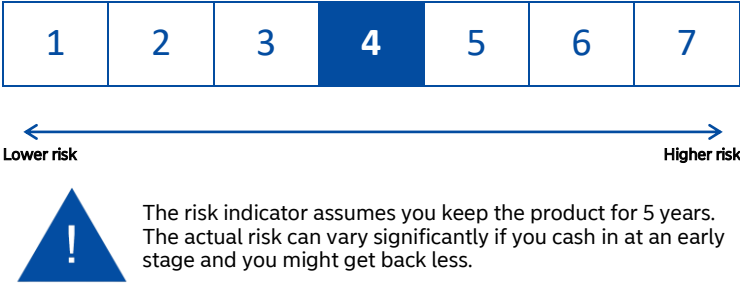 1 2 3 4 5 6 7
Lower risk Higher risk
!
The risk indicator assumes you keep the product for 5 years.
The actual risk can vary significantly if you cash in at an early
stage and you might get back less.